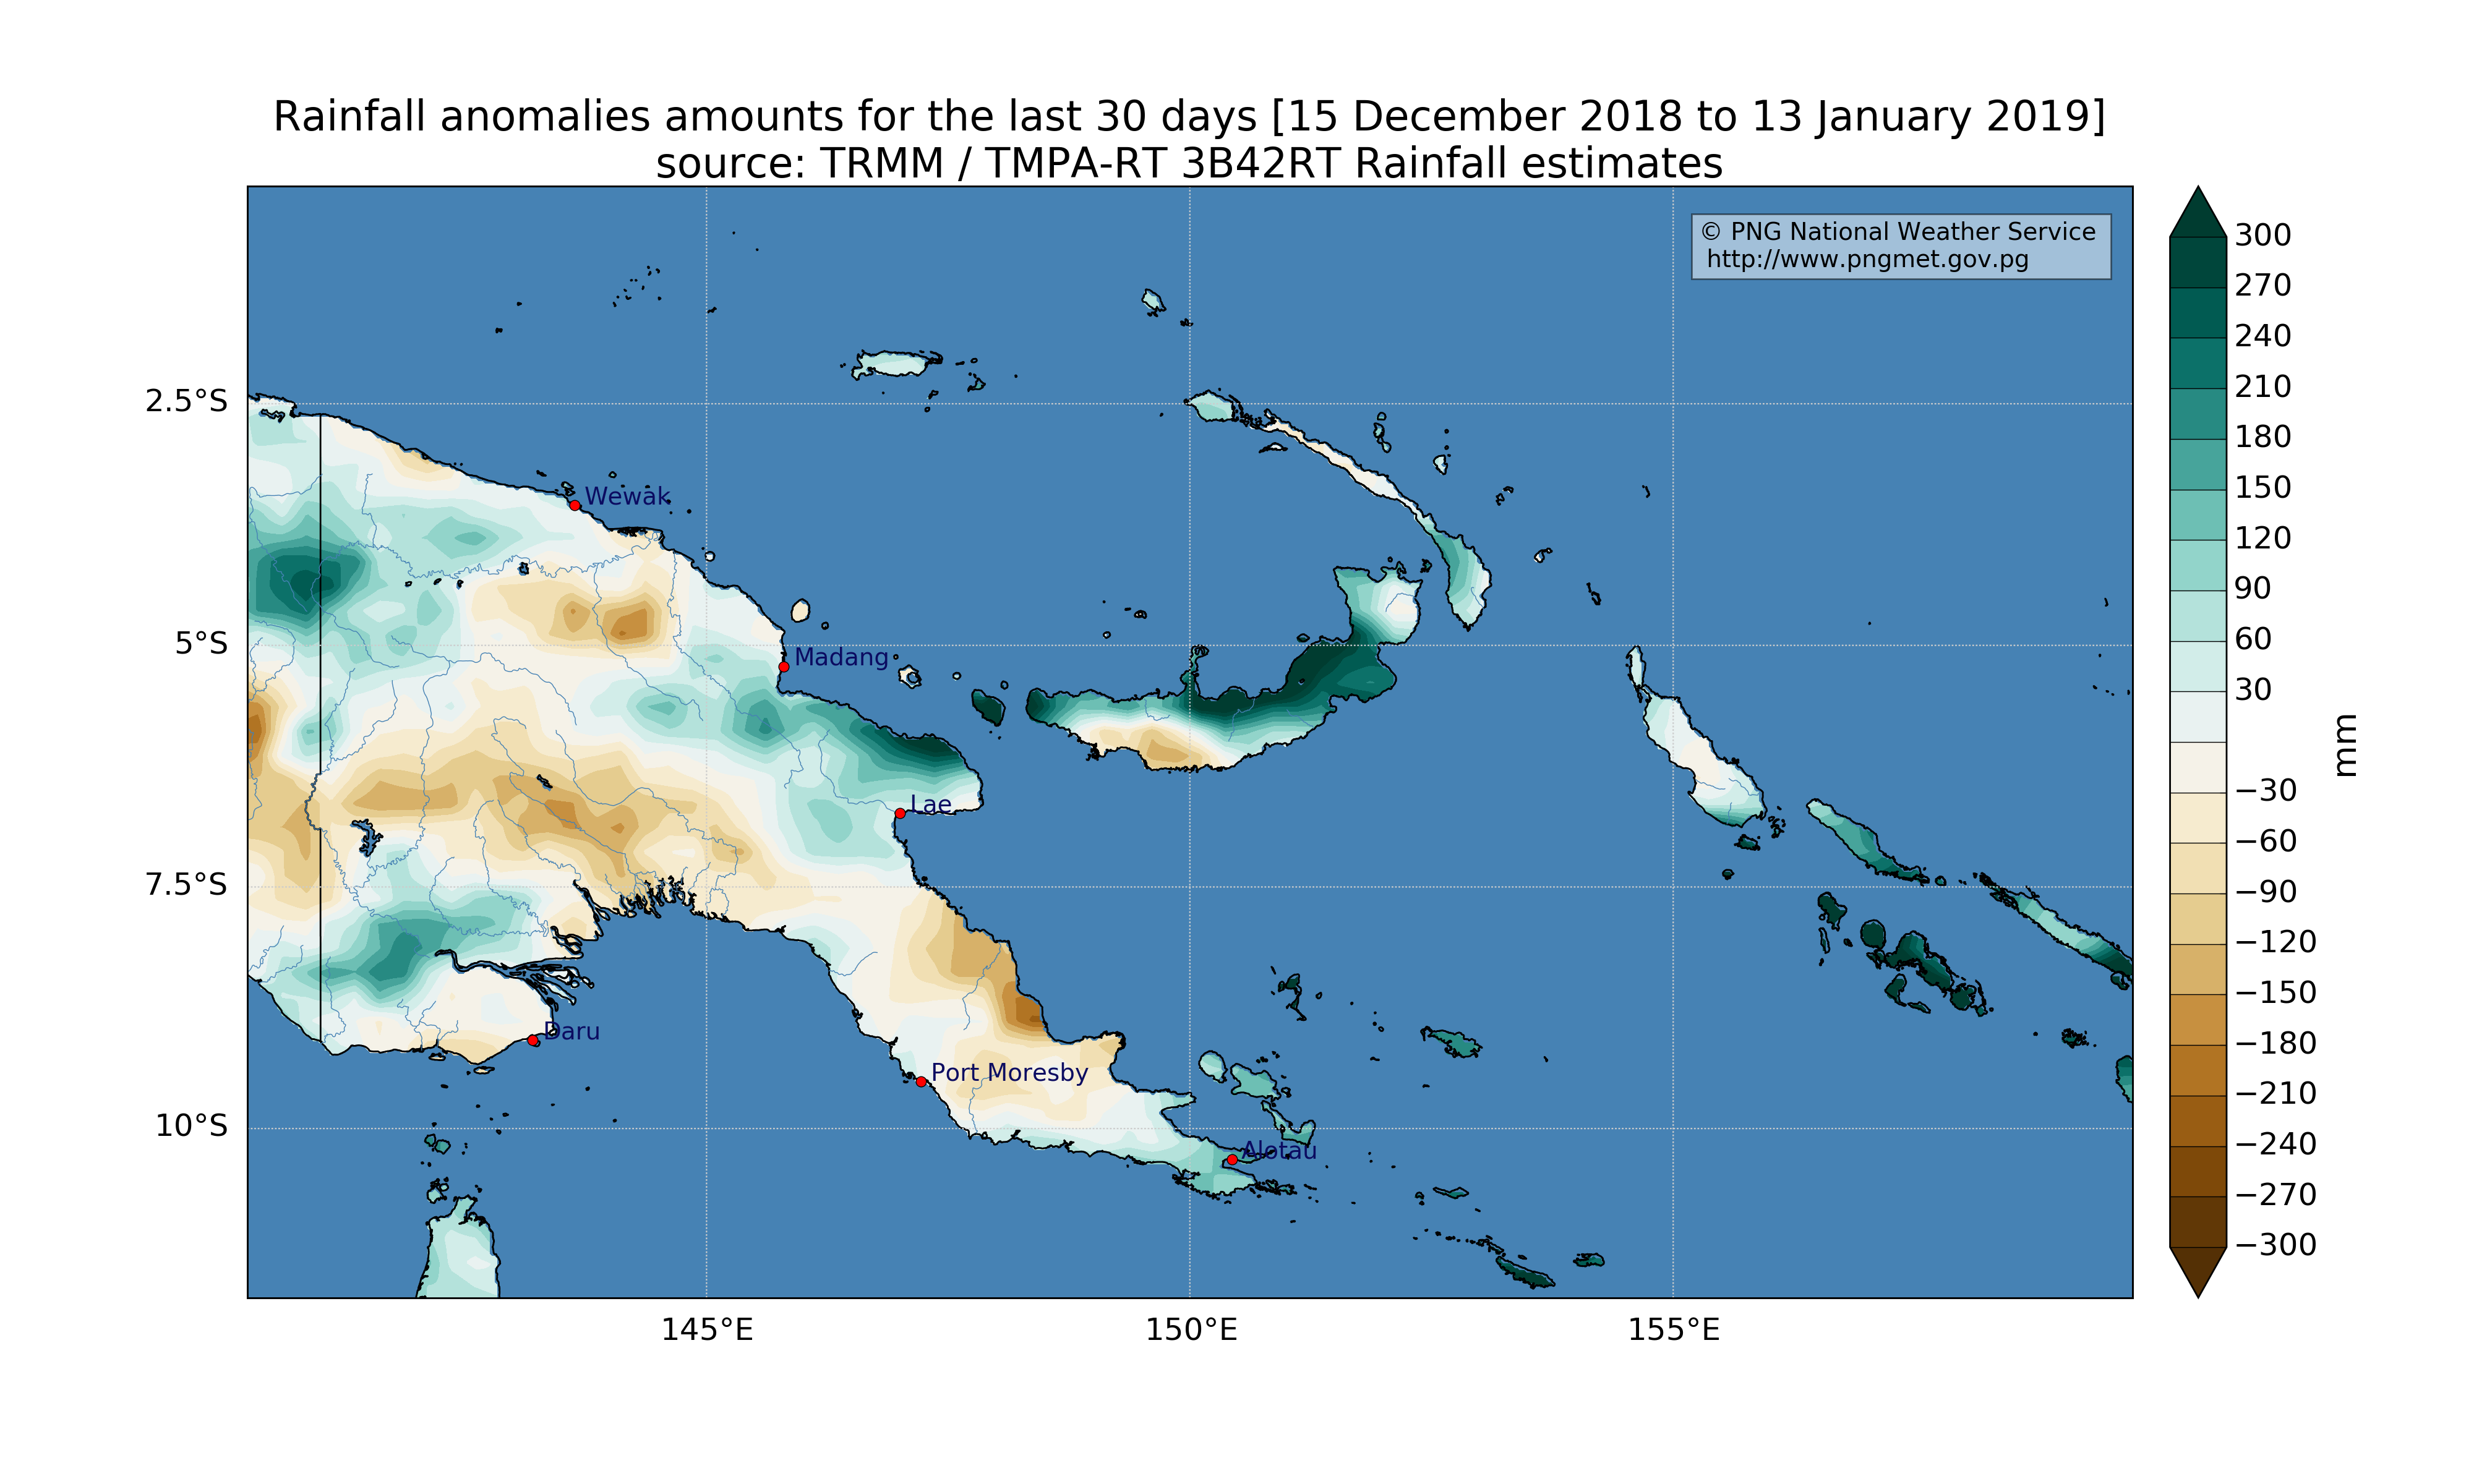 Rainfall anomalies amounts for the last 30 days [15 December 2018 to 13 January 2019]
source: TRMM / TMPA-RT 3B42RT Rainfall estimates
© PNG National Weather Service
http://www.pngmet.gov.pg
300
270
240
210
180
150
120
90
60
30
−30
−60
−90
−120
−150
−180
−210
−240
−270
−300
mm
2.5°S
5°S
7.5°S
10°S
Wewak
Madang
Lae
Daru
Port Moresby
Alotau
145°E
150°E
155°E